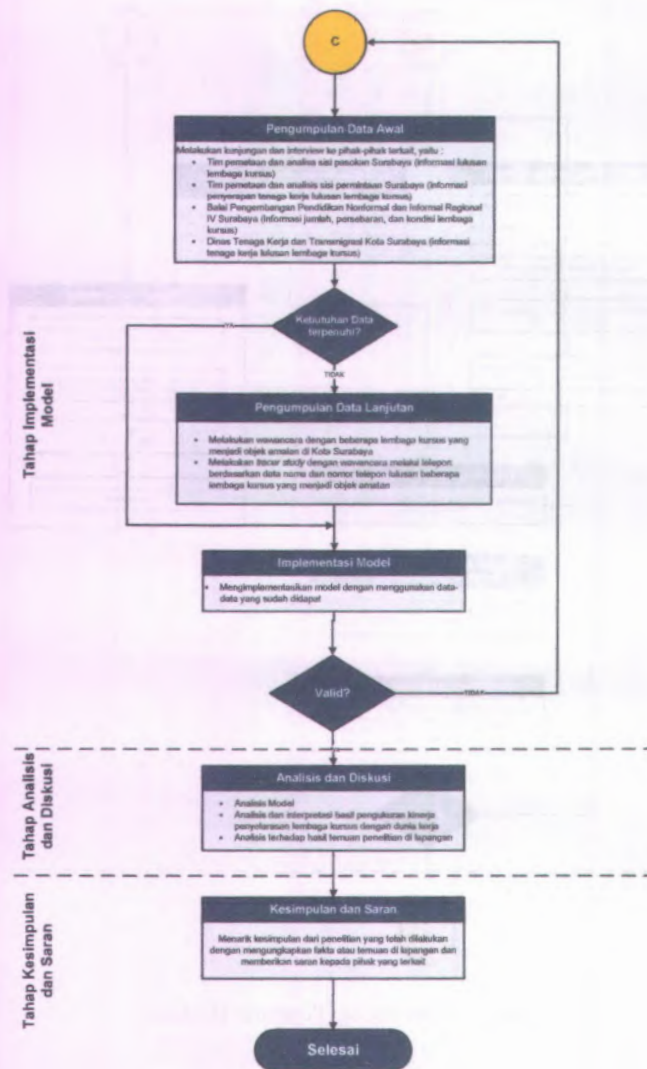 C
Pengumpulan Data Awal
Melakukan kunjungan dan interview ke pihak-pihak terkait, yaitu :
• Tim pemetaan dan analisa sisi pasokan Surabaya (informasi lulusan
lembaga kursus)
• Tim pemetaan dan analisis sisi permintaan Surabaya (informasi
penyerapan tenaga kerja lulusan lembaga kursus)
• Balai Pengembangan Pendidikan Nonformal dan Informal Regional
IV Surabaya (informasi jumlah, persebaran, dan kondisi lembaga
kursus)
• Dinas Tenaga Kerja dan Transmigrasi Kota Surabaya (informasi
tenaga kerja lulusan lembaga kursus)
Kebutuhan Data
terpenuhi?
YA
TIDAK
Tahap Implementasi
Model
Pengumpulan Data Lanjutan
• Melakukan wawancara dengan beberapa lembaga kursus yang
menjadi objek amatan di Kota Surabaya
• Melakukan tracer study dengan wawancara melalui telepon
berdasarkan data nama dan nomor telepon lulusan beberapa
lembaga kursus yang menjadi objek amatan
Implementasi Model
• Mengimplementasikan model dengan menggunakan data-
data yang sudah didapat
Valid?
TIDAK
Tahap Analisis
dan Diskusi
Analisis dan Diskusi
• Analisis Model
• Analisis dan interpretasi hasil pengukuran kinerja
penyelarasan lembaga kursus dengan dunia kerja
• Analisis terhadap hasil temuan penelitian di lapangan
Tahap Kesimpulan
dan Saran
Kesimpulan dan Saran
Menarik kesimpulan dari penelitian yang telah dilakukan
dengan mengungkapkan fakta atau temuan di lapangan dan
memberikan saran kepada pihak yang terkait
Selesai